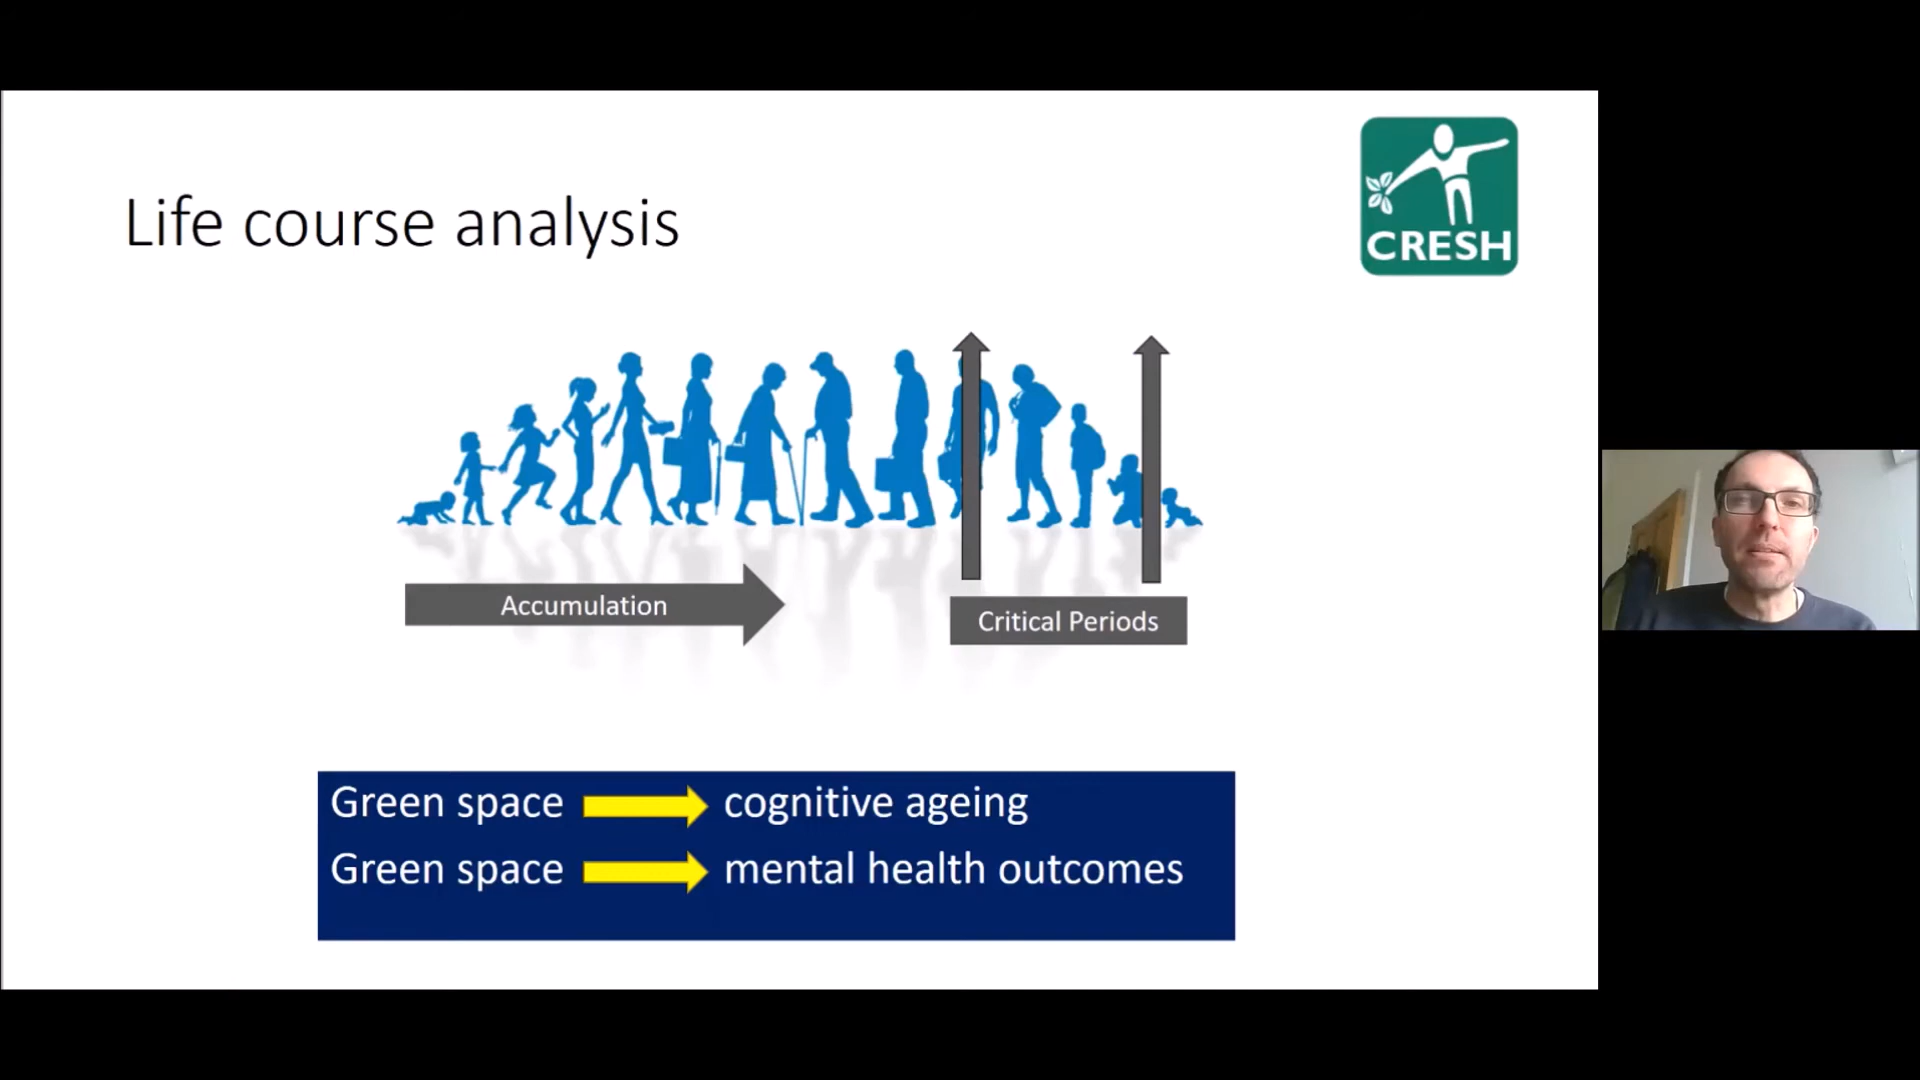 Life course analysis
CRESH
Accumulation
Critical Periods
Green space cognitive ageing
Green space mental health outcomes